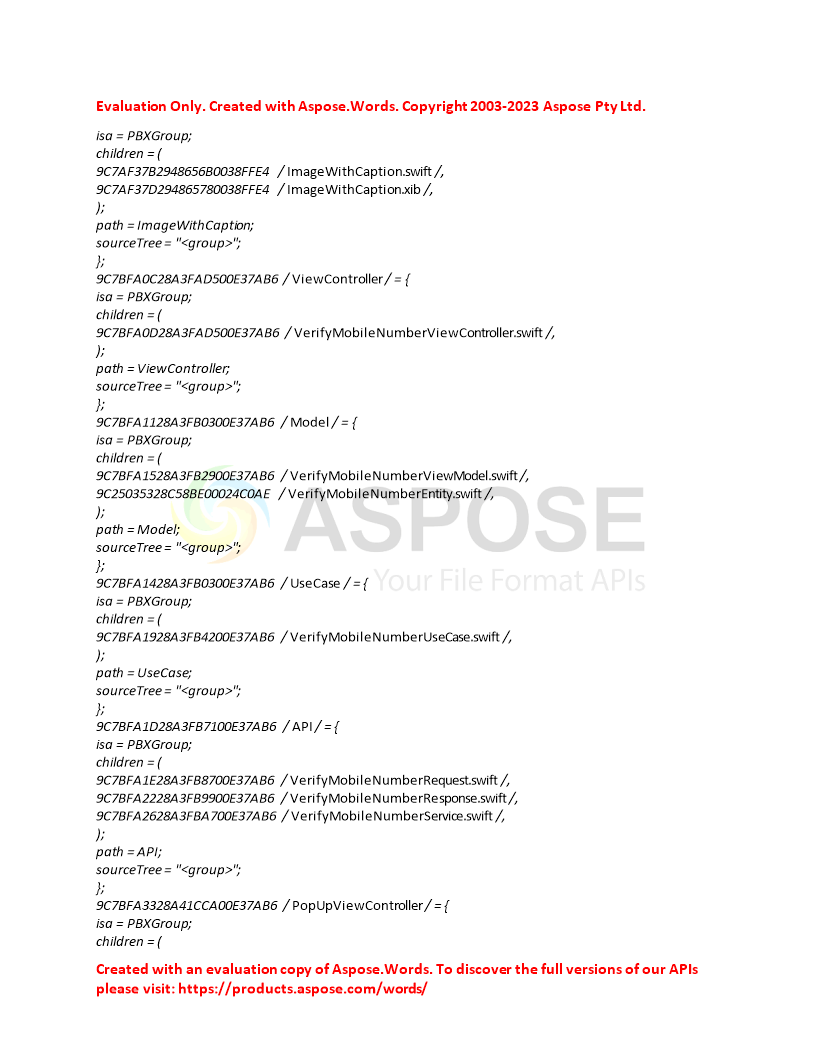 Evaluation Only. Created with Aspose.Words. Copyright 2003-2023 Aspose Pty Ltd.
isa = PBXGroup;
children = (
9C7AF37B2948656B0038FFE4 / ImageWithCaption.swift /,
9C7AF37D294865780038FFE4 / ImageWithCaption.xib /,
);
path = ImageWithCaption;
sourceTree = "<group>";
};
9C7BFA0C28A3FAD500E37AB6 / ViewController / = {
isa = PBXGroup;
children = (
9C7BFA0D28A3FAD500E37AB6 / VerifyMobileNumberViewController.swift /,
);
path = ViewController;
sourceTree = "<group>";
};
9C7BFA1128A3FB0300E37AB6 / Model / = {
isa = PBXGroup;
children = (
9C7BFA1528A3FB2900E37AB6 / VerifyMobileNumberViewModel.swift /,
9C25035328C58BE00024C0AE / VerifyMobileNumberEntity.swift /,
);
path = Model;
sourceTree = "<group>";
};
9C7BFA1428A3FB0300E37AB6 / UseCase / = {
isa = PBXGroup;
children = (
9C7BFA1928A3FB4200E37AB6 / VerifyMobileNumberUseCase.swift /,
);
path = UseCase;
sourceTree = "<group>";
};
9C7BFA1D28A3FB7100E37AB6 / API / = {
isa = PBXGroup;
children = (
9C7BFA1E28A3FB8700E37AB6 / VerifyMobileNumberRequest.swift /,
9C7BFA2228A3FB9900E37AB6 / VerifyMobileNumberResponse.swift /,
9C7BFA2628A3FBA700E37AB6 / VerifyMobileNumberService.swift /,
);
path = API;
sourceTree = "<group>";
};
9C7BFA3328A41CCA00E37AB6 / PopUpViewController / = {
isa = PBXGroup;
children = (
Created with an evaluation copy of Aspose.Words. To discover the full versions of our APIs
please visit: https://products.aspose.com/words/
ASPOSE
Your File Format APIs